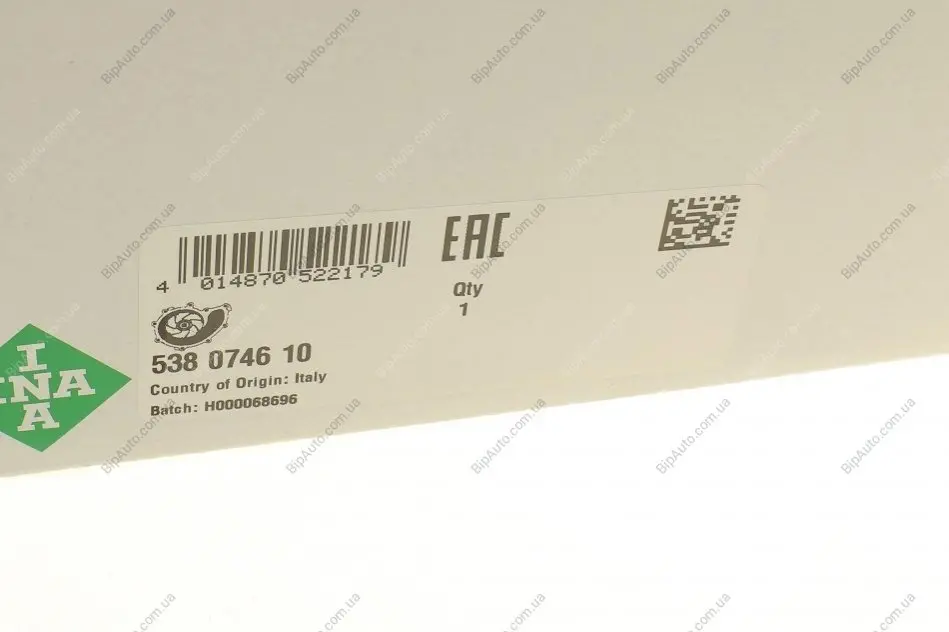 EAC
4 014870 522179
Qty
1
538 0746 10
Country of Origin: Italy
Batch: H000068696
INA
INA
BipAuto.com.ua